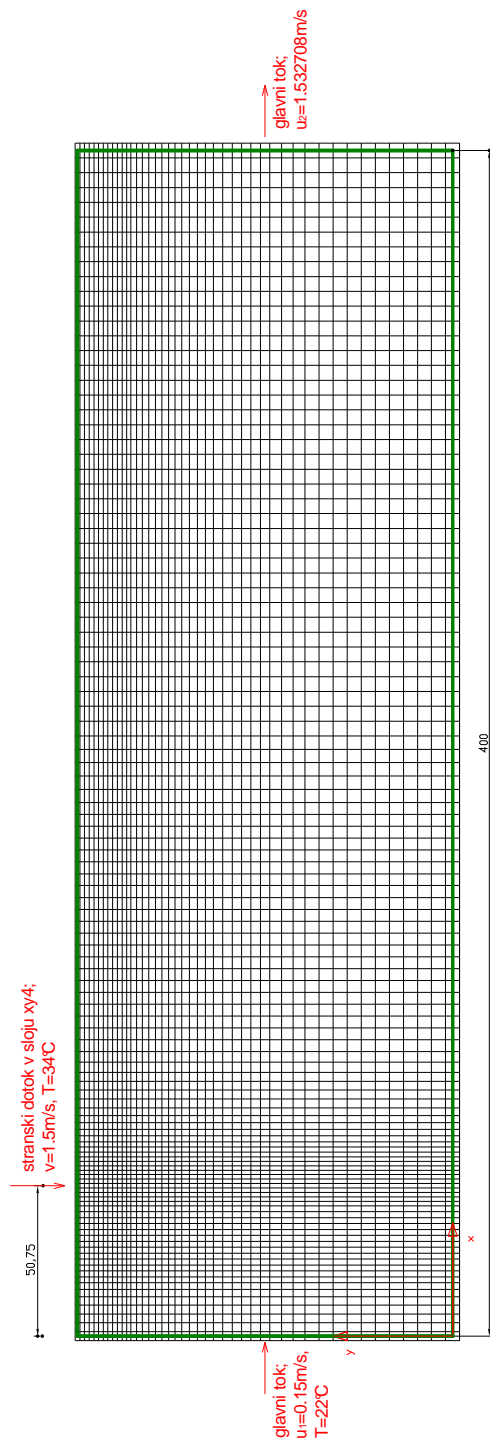 glavni tok;
u2=1.532708m/s
stranski dotok v sloju xy4;
v=1.5m/s, T=34°C
50,75
400
x
y
glavni tok;
u1=0.15m/s,
T=22°C